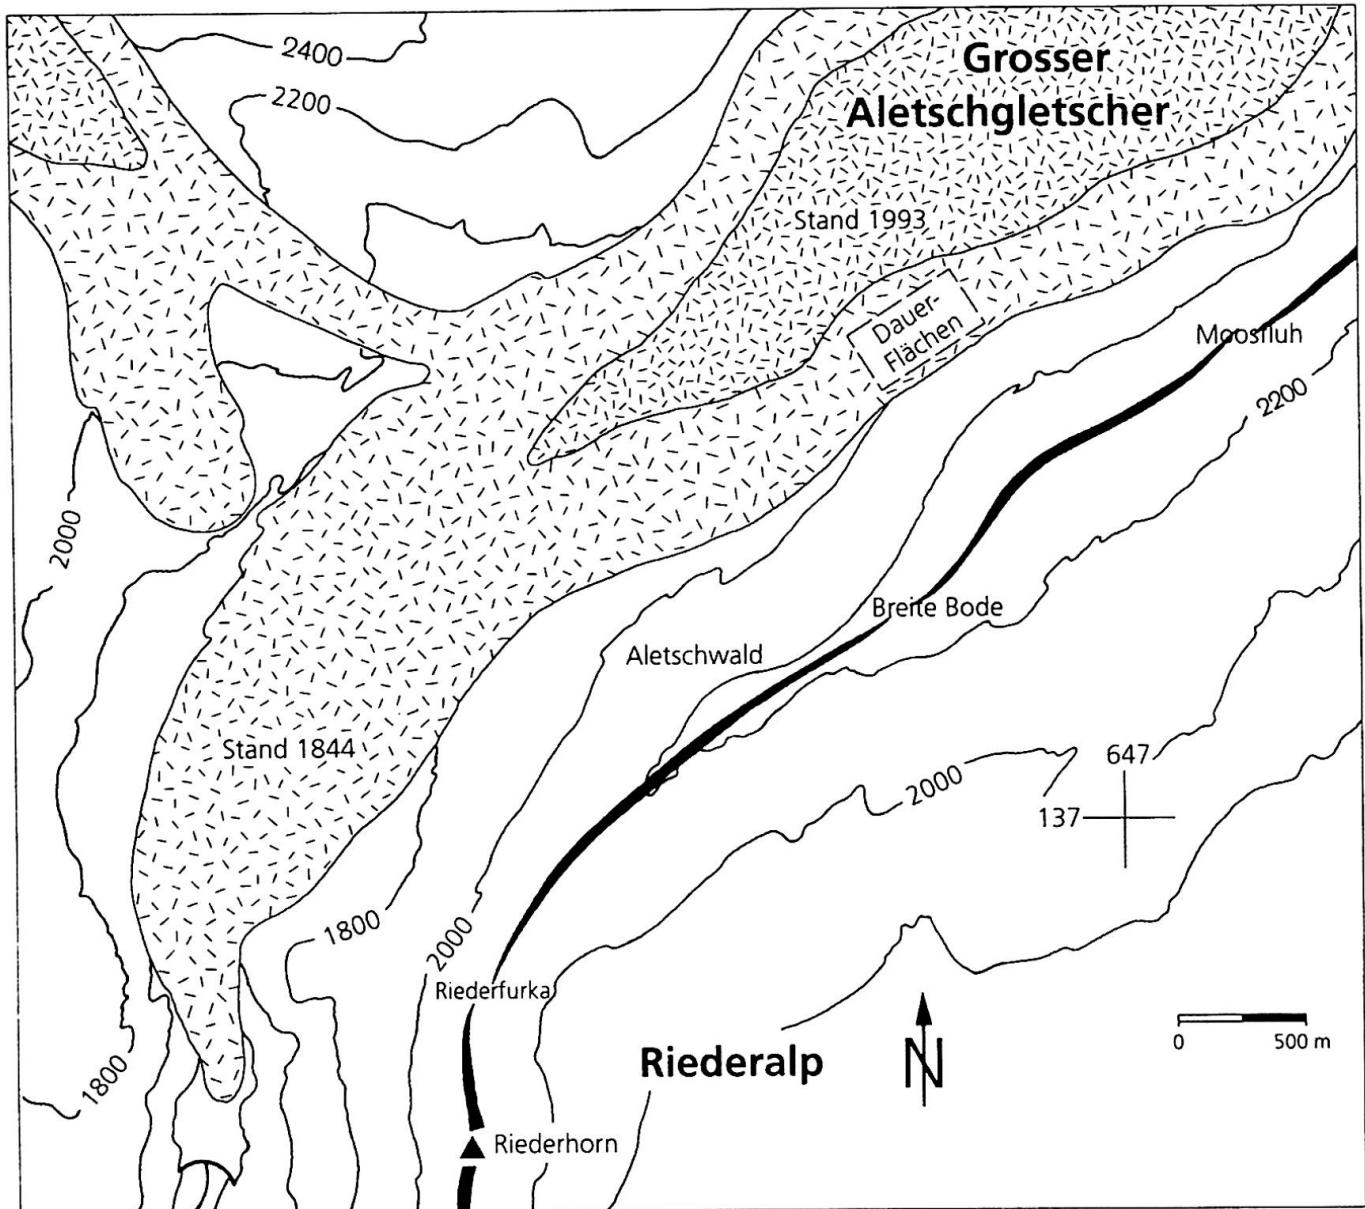 2400
2200
Grosser
Aletschgletscher
Stand 1993
Dauer-
Flächen
Moosfluh
2200
2000
Breite Bode
Aletschwald
Stand 1844
647
2000
137
1800
2000
Riederfurka
0 500 m
Riederalp
N
1800
Riederhorn